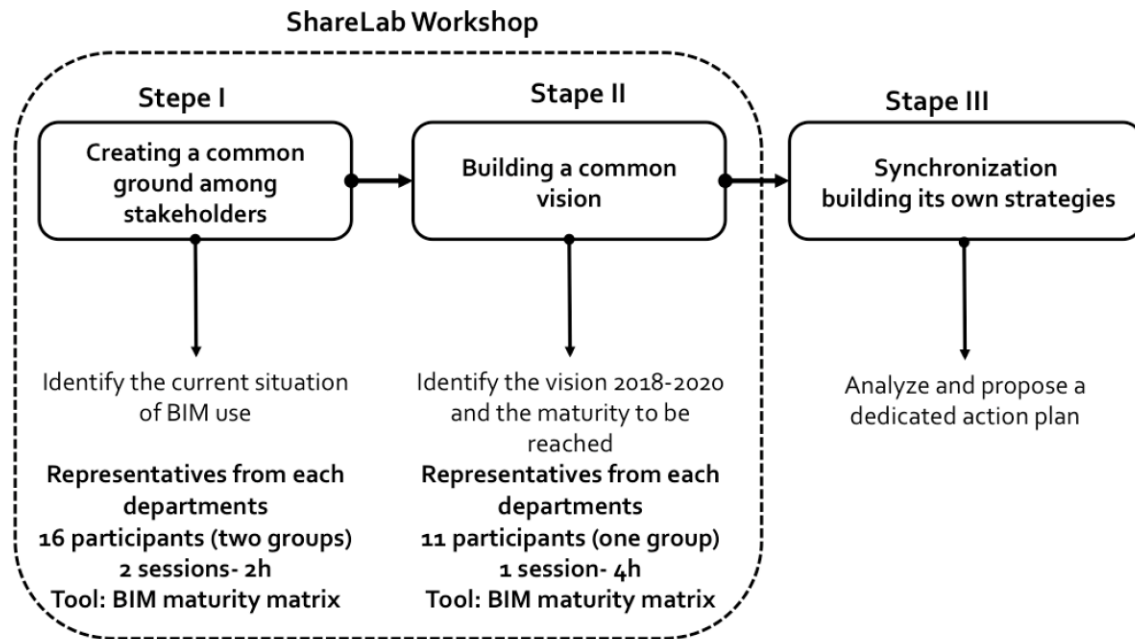 ShareLab Workshop
Stepe I
Creating a common
ground among
stakeholders
Identify the current situation
of BIM use
Representatives from each
departments
16 participants (two groups)
2 sessions- 2h
Tool: BIM maturity matrix
Stape II
Building a common
vision
Identify the vision 2018-2020
and the maturity to be
reached
Representatives from each
departments
11 participants (one group)
1 session- 4h
Tool: BIM maturity matrix
Stape III
Synchronization
building its own strategies
Analyze and propose a
dedicated action plan